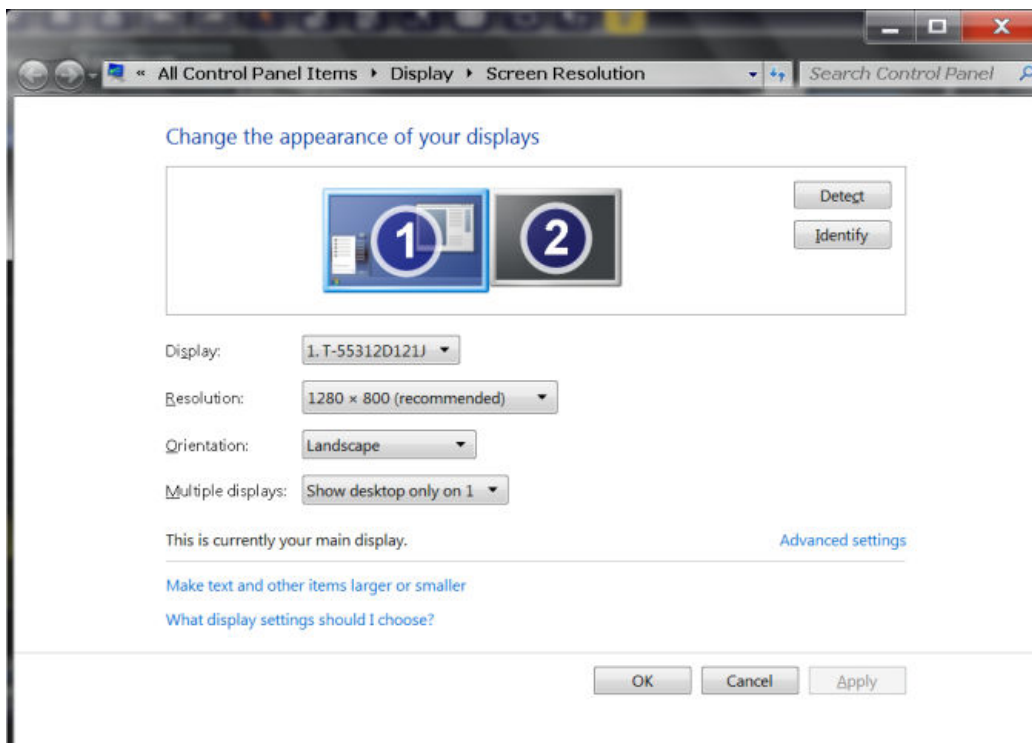 « All Control Panel Items Display Screen Resolution Search Control Panel
Change the appearance of your displays
1 2
Detect
Identify
Display: 1. T-55312D121J
Resolution: 1280 × 800 (recommended)
Orientation: Landscape
Multiple displays: Show desktop only on 1
This is currently your main display. Advanced settings
Make text and other items larger or smaller
What display settings should I choose?
OK Cancel Apply